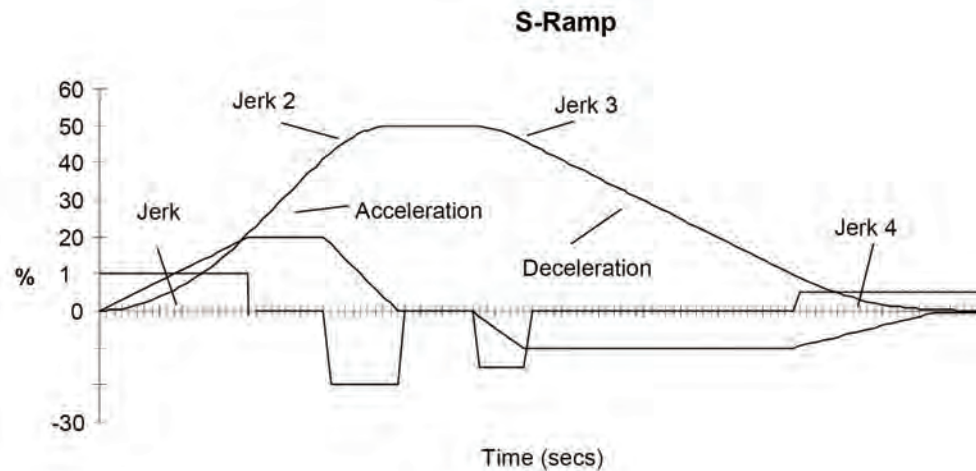 S-Ramp
60
50
40
30
20
1
0
-30
%
Jerk 2
Jerk 3
Jerk
Acceleration
Deceleration
Jerk 4
Time (secs)